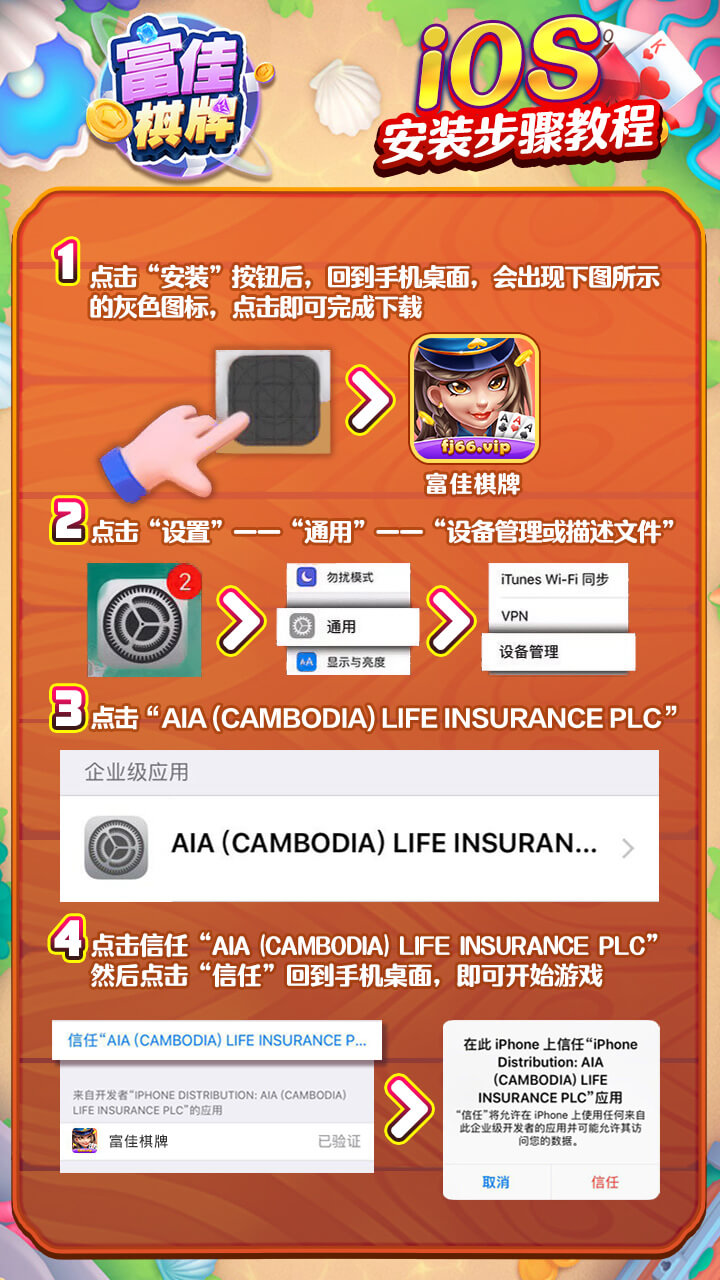 富佳
棋牌
iOS
安装步骤教程
Q
K
1
点击“安装”按钮后，回到手机桌面，会出现下图所示
的灰色图标，点击即可完成下载
A
A
A
fj66.vip
富佳棋牌
2
点击“设置”——“通用”——“设备管理或描述文件”
2
勿扰模式
通用
AA
显示与亮度
iTunes Wi-Fi 同步
VPN
设备管理
3
点击“AIA (CAMBODIA) LIFE INSURANCE PLC”
企业级应用
AIA (CAMBODIA) LIFE INSURAN...
4
点击信任“AIA (CAMBODIA) LIFE INSURANCE PLC”
然后点击“信任”回到手机桌面，即可开始游戏
信任“AIA (CAMBODIA) LIFE INSURANCE P...
来自开发者“IPHONE DISTRIBUTION: AIA (CAMBODIA)
LIFE INSURANCE PLC”的应用
富佳棋牌
已验证
在此 iPhone 上信任“iPhone
Distribution: AIA
(CAMBODIA) LIFE
INSURANCE PLC”应用
“信任”将允许在 iPhone 上使用任何来自
此企业级开发者的应用并可能允许其访
问您的数据。
取消
信任